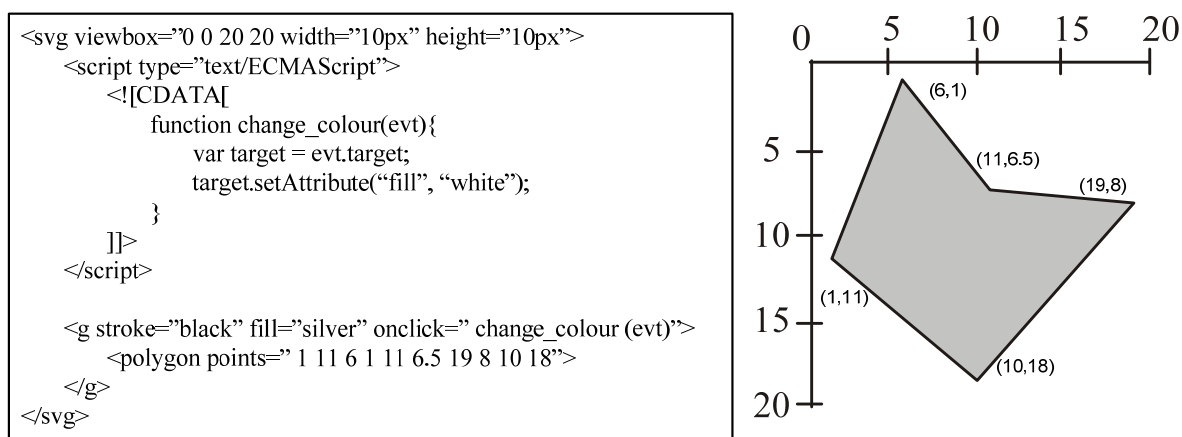 <svg viewbox=”0 0 20 20 width=”10px” height=”10px”>
<script type=”text/ECMAScript”>
<![CDATA[
function change_colour(evt){
var target = evt.target;
target.setAttribute(“fill”, “white”);
}
]]>
</script>
<g stroke=”black” fill=”silver” onclick=” change_colour (evt)”>
<polygon points=” 1 11 6 1 11 6.5 19 8 10 18”>
</g>
</svg>
0 5 10 15 20
(6,1)
5
(11,6.5)
(19,8)
10
(1,11)
15
(10,18)
20